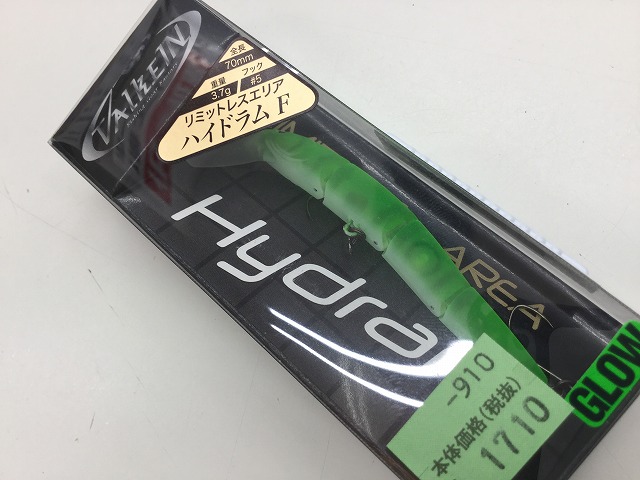 VALKEIN
全長
70mm
重量
フック
3.7g
#5
リミットレスエリア
ハイドラム F
Hydra
AREA
GLOW
-910
本体価格(税抜)
1710